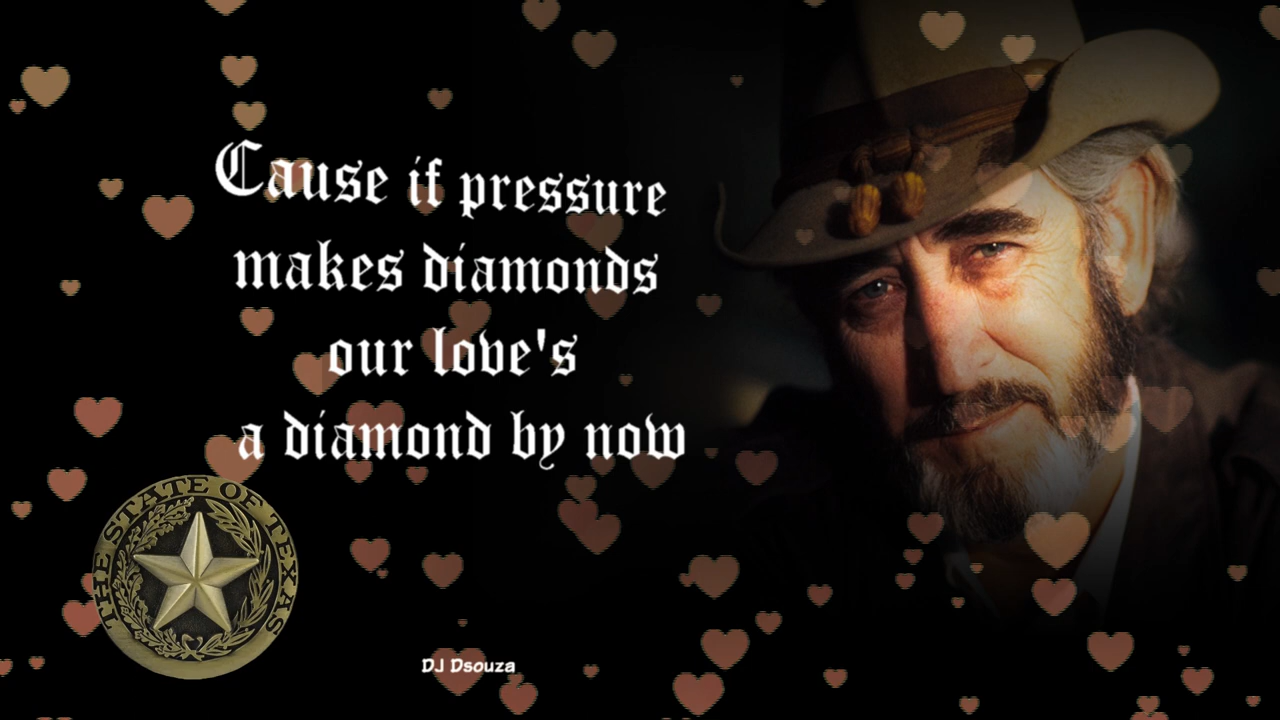 Cause if pressure
makes diamonds
our love's
a diamond by now
THE STATE OF TEXAS
DJ Dsouza